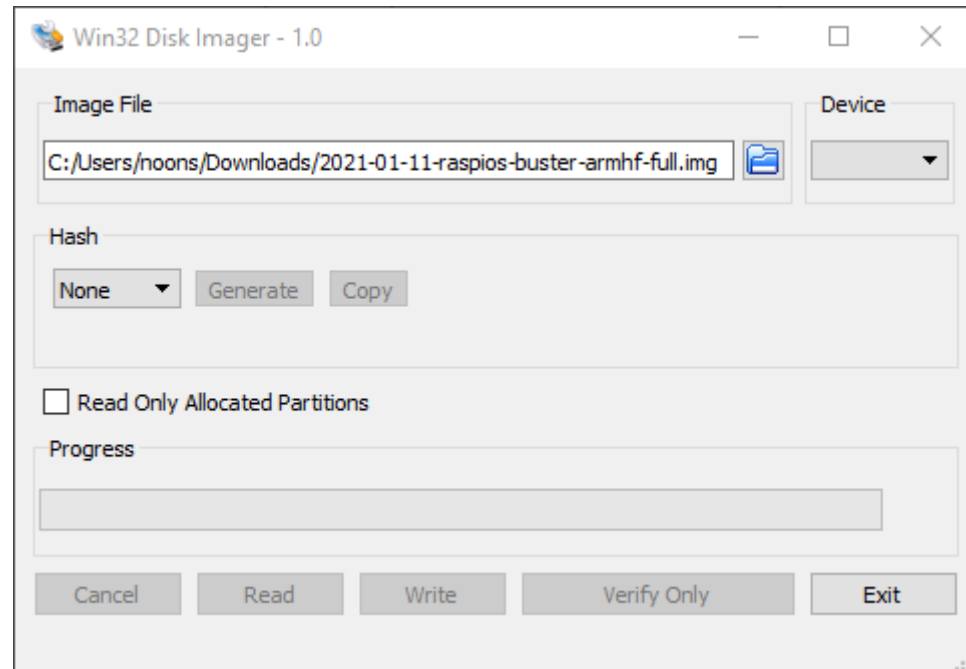 Win32 Disk Imager - 1.0
Image File
Device
C:/Users/noons/Downloads/2021-01-11-raspios-buster-armhf-full.img
Hash
None Generate Copy
Read Only Allocated Partitions
Progress
Cancel Read Write Verify Only Exit